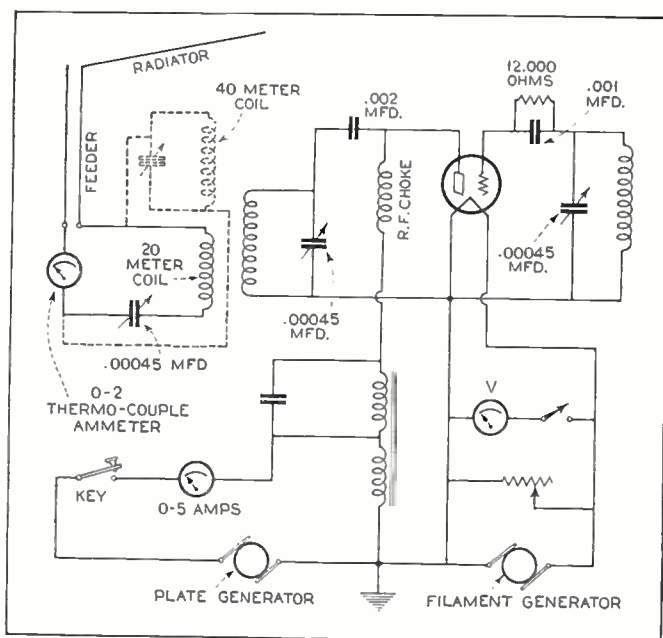 RADIATOR
FEEDER
40 METER
COIL
.002
MFD.
12.000
OHMS
.001
MFD.
R.F. CHOKE
20
METER
COIL
.00045
MFD.
.00045
MFD.
.00045 MFD
0-2
THERMO-COUPLE
AMMETER
V
KEY
0-5 AMPS
PLATE GENERATOR
FILAMENT GENERATOR